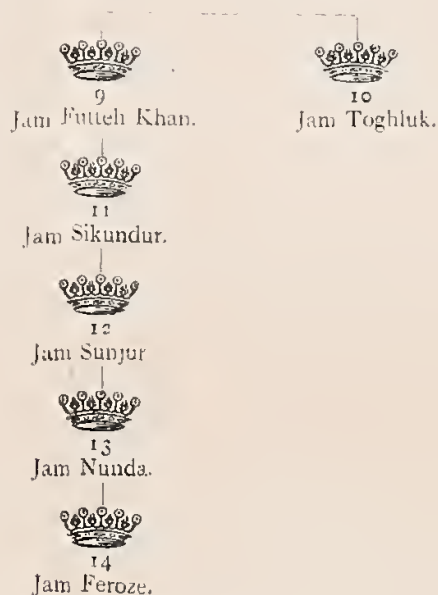 9 10
Jam Futteh Khan. Jam Toghluk.
11
Jam Sikundur.
12
Jam Sunjur
13
Jam Nunda.
14
Jam Feroze.